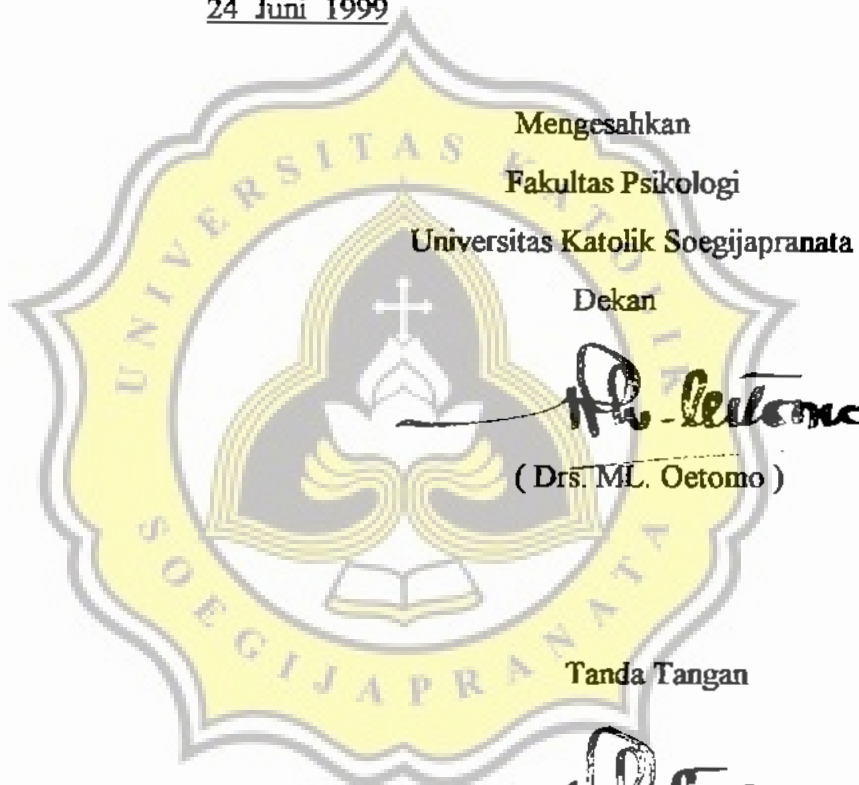 24 Juni 1999
Mengesahkan
Fakultas Psikologi
Universitas Katolik Soegijapranata
Dekan
( Drs. ML. Oetomo )
Tanda Tangan
UNIVERSITAS KATOLIK
SOEGIJAPRANATA